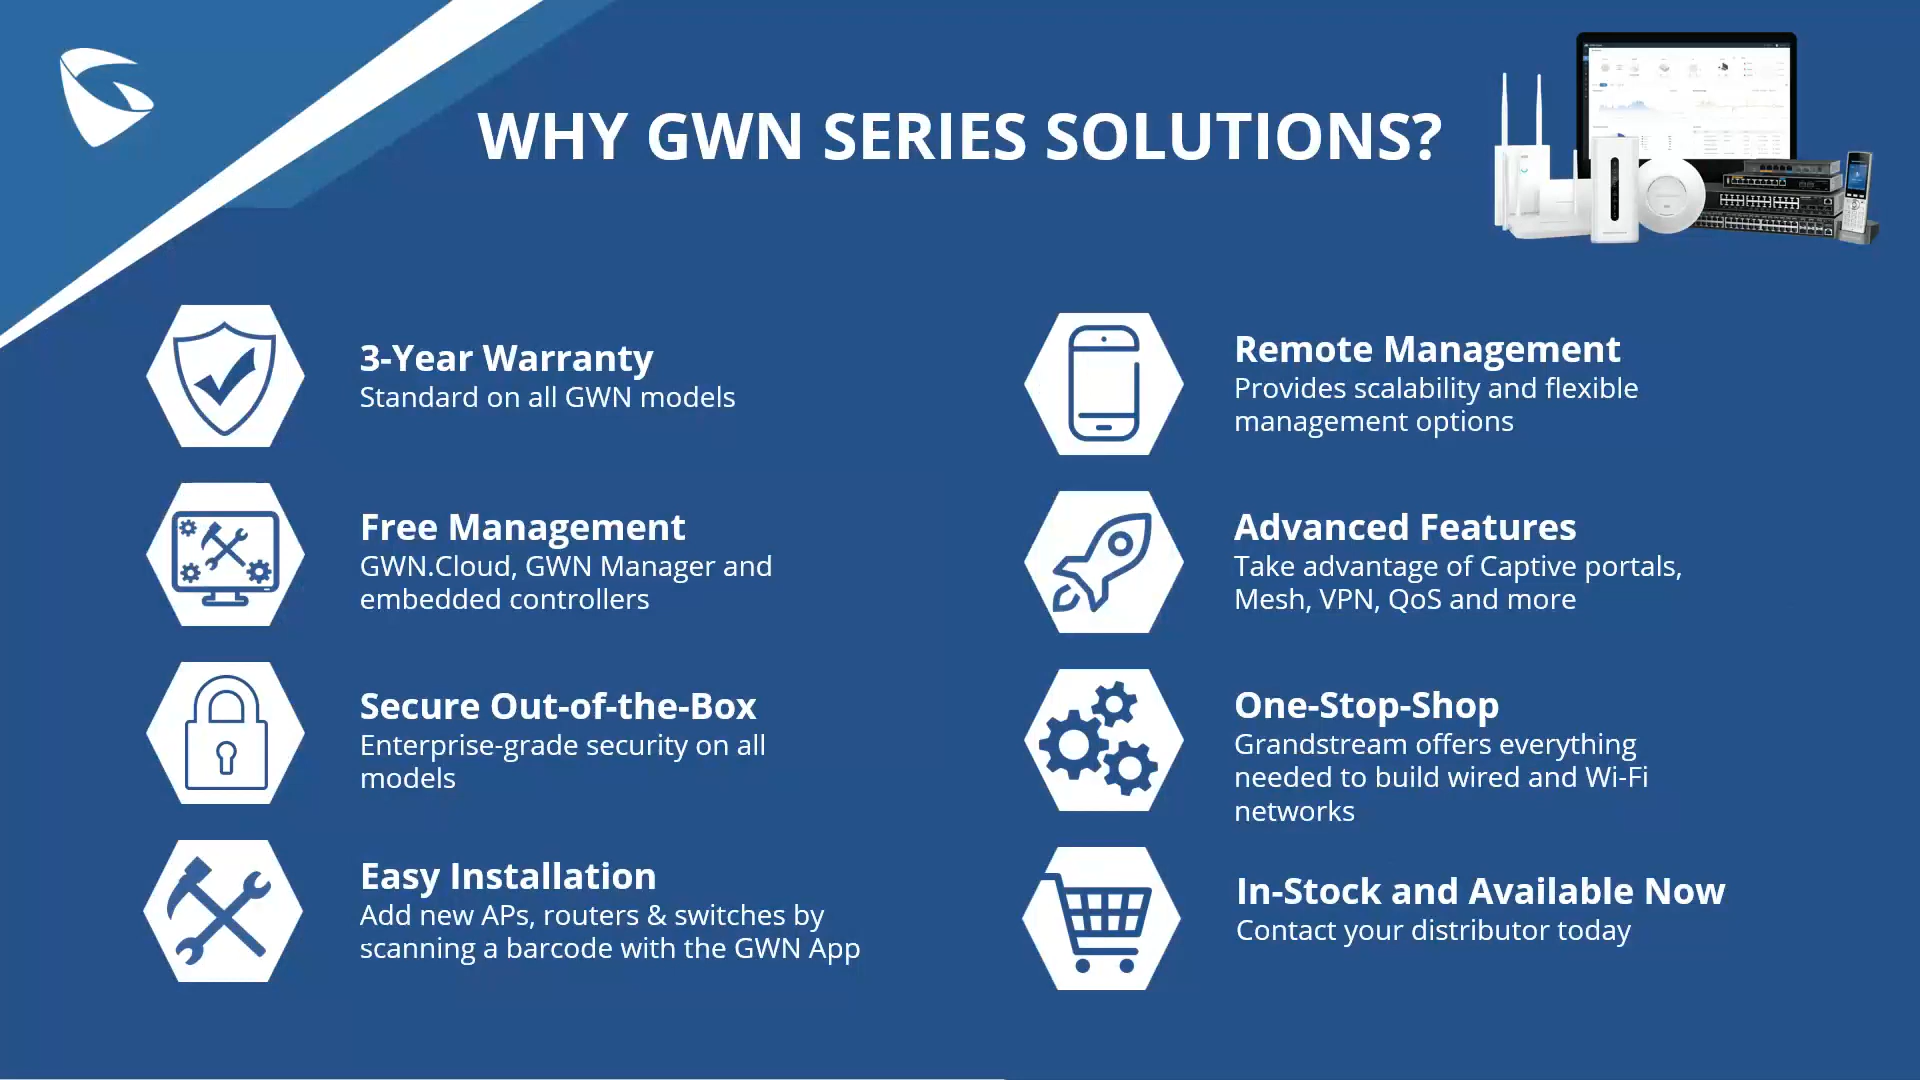 WHY GWN SERIES SOLUTIONS?
3-Year Warranty
Standard on all GWN models
Free Management
GWN.Cloud, GWN Manager and
embedded controllers
Secure Out-of-the-Box
Enterprise-grade security on all
models
Easy Installation
Add new APs, routers & switches by
scanning a barcode with the GWN App
Remote Management
Provides scalability and flexible
management options
Advanced Features
Take advantage of Captive portals,
Mesh, VPN, QoS and more
One-Stop-Shop
Grandstream offers everything
needed to build wired and Wi-Fi
networks
In-Stock and Available Now
Contact your distributor today